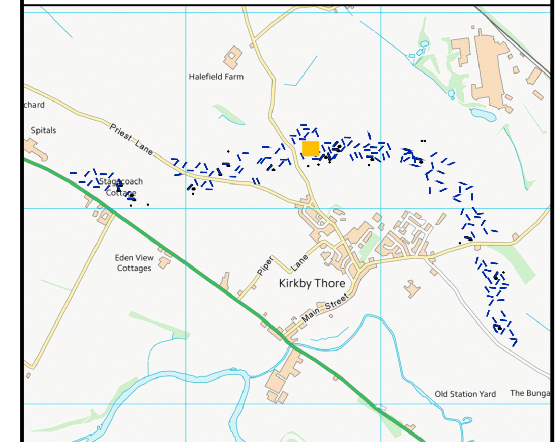 Halefield Farm
chard
Spitals
Priest Lane
Stagecoach
Cottage
Eden View
Cottages
Piper Lane
Kirkby Thore
Main Street
Old Station Yard
The Bunga